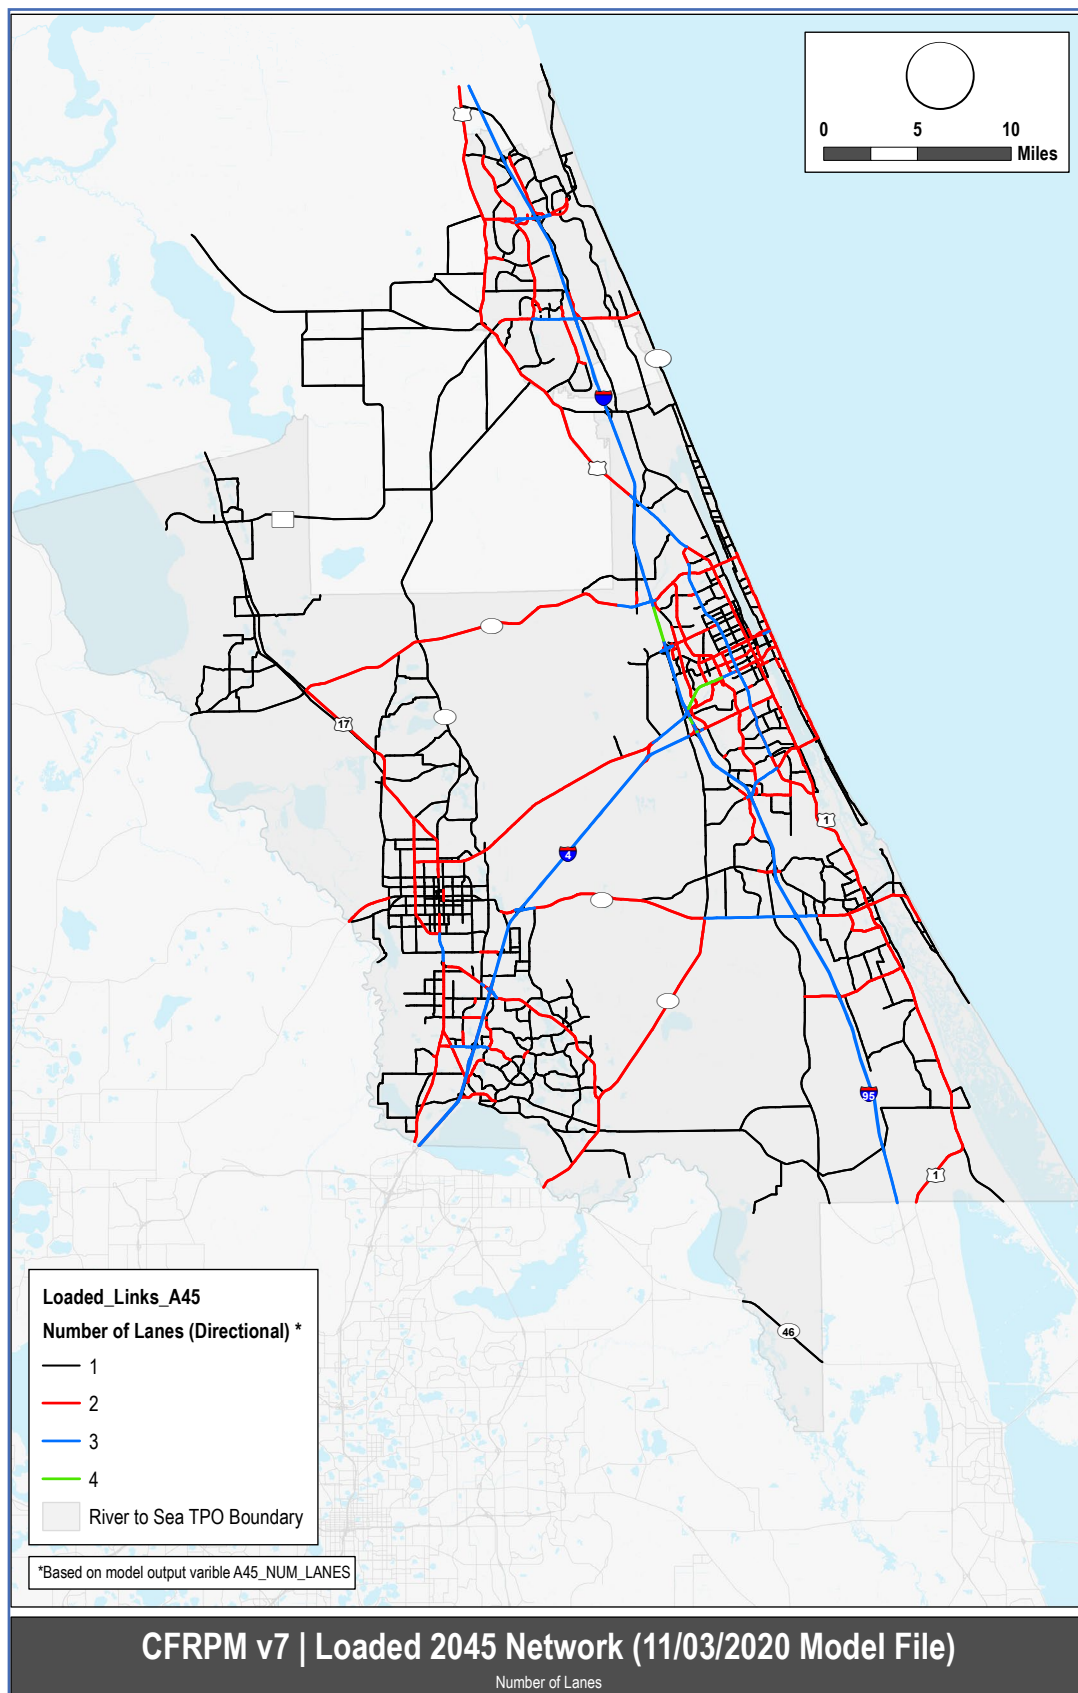 0 5 10
Miles
17
1
4
95
1
46
Loaded_Links_A45
Number of Lanes (Directional) *
1
2
3
4
River to Sea TPO Boundary
*Based on model output varible A45_NUM_LANES
CFRPM v7 | Loaded 2045 Network (11/03/2020 Model File)
Number of Lanes